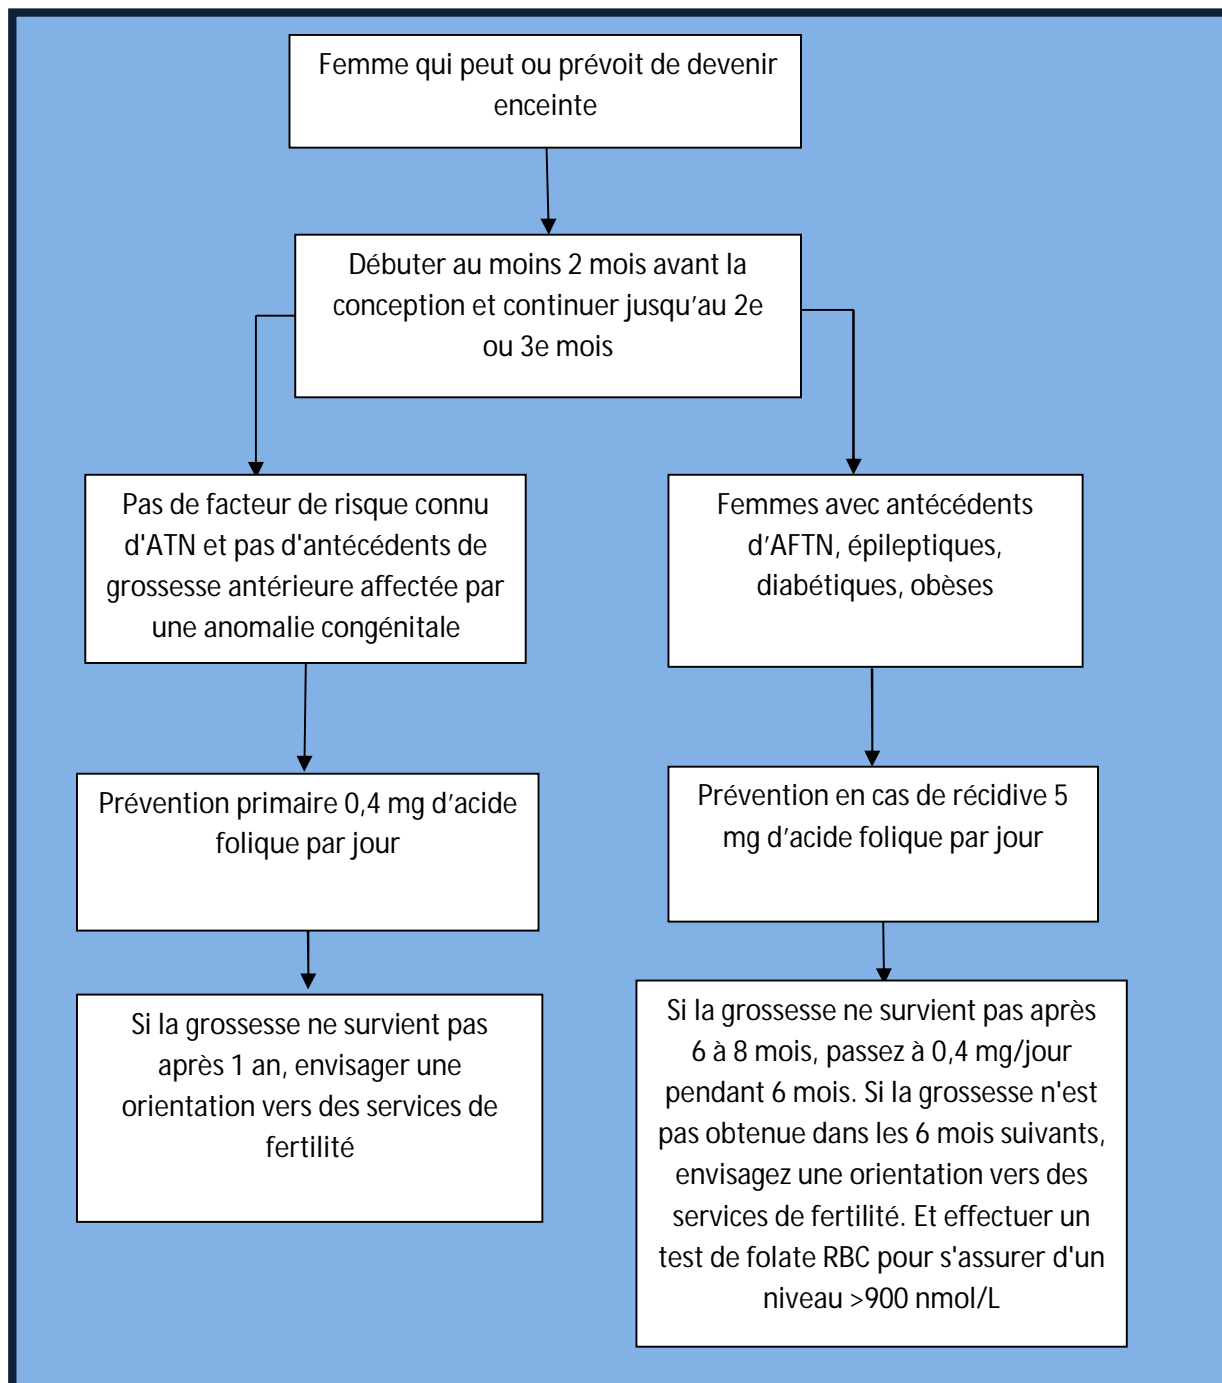 Femme qui peut ou prévoit de devenir
enceinte
Débuter au moins 2 mois avant la
conception et continuer jusqu’au 2e
ou 3e mois
Pas de facteur de risque connu
d'ATN et pas d'antécédents de
grossesse antérieure affectée par
une anomalie congénitale
Femmes avec antécédents
d’AFTN, épileptiques,
diabétiques, obèses
Prévention primaire 0,4 mg d’acide
folique par jour
Prévention en cas de récidive 5
mg d’acide folique par jour
Si la grossesse ne survient pas
après 1 an, envisager une
orientation vers des services de
fertilité
Si la grossesse ne survient pas après
6 à 8 mois, passez à 0,4 mg/jour
pendant 6 mois. Si la grossesse n'est
pas obtenue dans les 6 mois suivants,
envisagez une orientation vers des
services de fertilité. Et effectuer un
test de folate RBC pour s'assurer d'un
niveau >900 nmol/L